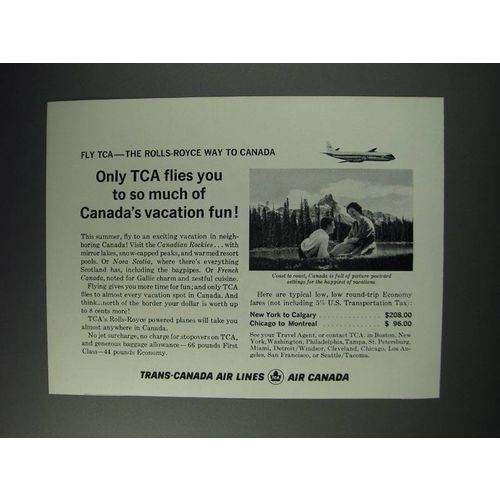 FLY TCA—THE ROLLS-ROYCE WAY TO CANADA
Only TCA flies you
to so much of
Canada's vacation fun!
This summer, fly to an exciting vacation in neigh-
boring Canada! Visit the Canadian Rockies... with
mirror lakes, snow-capped peaks, and warmed resort
pools. Or Nova Scotia, where there's everything
Scotland has, including the bagpipes. Or French
Canada, noted for Gallic charm and zestful cuisine.
Flying gives you more time for fun; and only TCA
flies to almost every vacation spot in Canada. And
think...north of the border your dollar is worth up
to 8 cents more!
TCA's Rolls-Royce powered planes will take you
almost anywhere in Canada.
No jet surcharge, no charge for stopovers on TCA,
and generous baggage allowance—66 pounds First
Class—44 pounds Economy.
Coast to coast, Canada is full of picture postcard
settings for the happiest of vacations
Here are typical low, low round-trip Economy
fares (not including 5% U.S. Transportation Tax):
New York to Calgary ................ $208.00
Chicago to Montreal ................ $ 96.00
See your Travel Agent, or contact TCA: in Boston, New
York, Washington, Philadelphia, Tampa, St. Petersburg,
Miami, Detroit/Windsor, Cleveland, Chicago, Los An-
geles, San Francisco, or Seattle/Tacoma.
TRANS-CANADA AIR LINES AIR CANADA